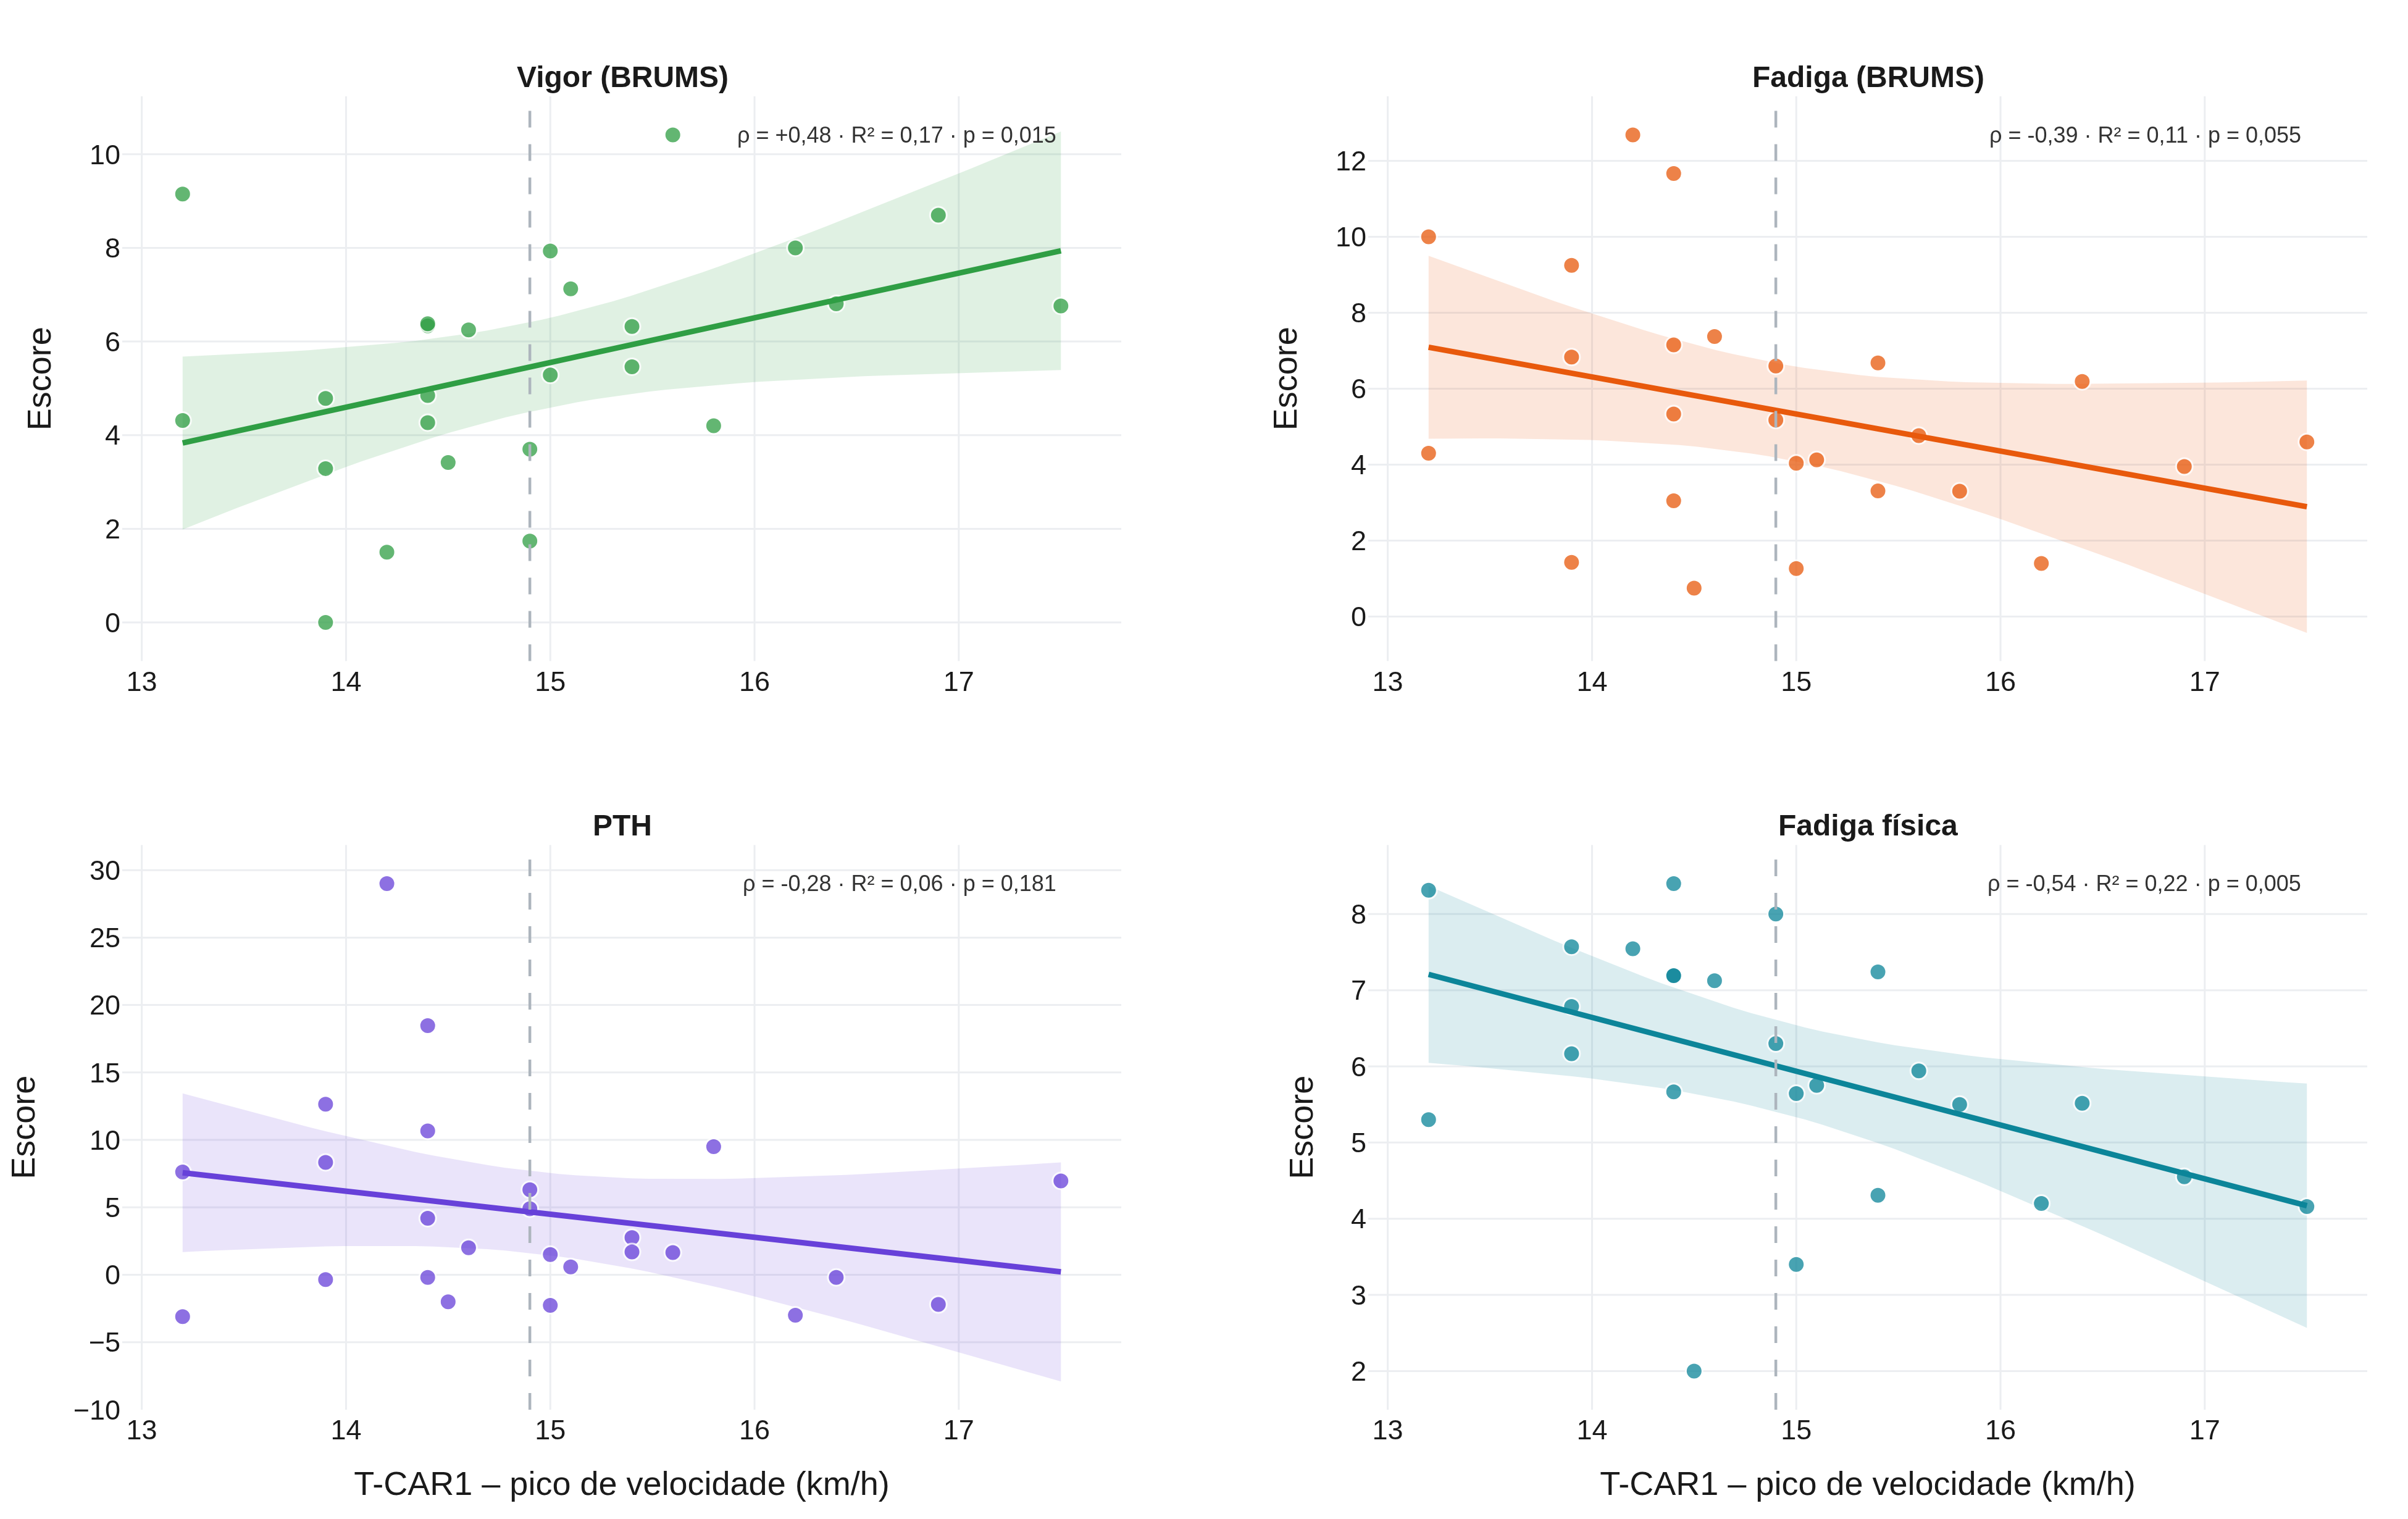 Vigor (BRUMS)
ρ = +0,48 · R² = 0,17 · p = 0,015
Escore
10
8
6
4
2
0
13 14 15 16 17
Fadiga (BRUMS)
ρ = -0,39 · R² = 0,11 · p = 0,055
Escore
12
10
8
6
4
2
0
13 14 15 16 17
PTH
ρ = -0,28 · R² = 0,06 · p = 0,181
Escore
30
25
20
15
10
5
0
−5
−10
13 14 15 16 17
T-CAR1 – pico de velocidade (km/h)
Fadiga física
ρ = -0,54 · R² = 0,22 · p = 0,005
Escore
8
7
6
5
4
3
2
13 14 15 16 17
T-CAR1 – pico de velocidade (km/h)